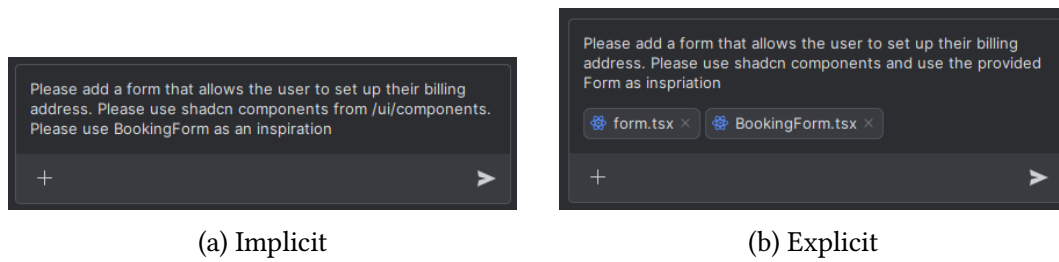 Please add a form that allows the user to set up their billing
address. Please use shadcn components from /ui/components.
Please use BookingForm as an inspiration
(a) Implicit
Please add a form that allows the user to set up their billing
address. Please use shadcn components and use the provided
Form as inspriation
form.tsx × BookingForm.tsx ×
(b) Explicit